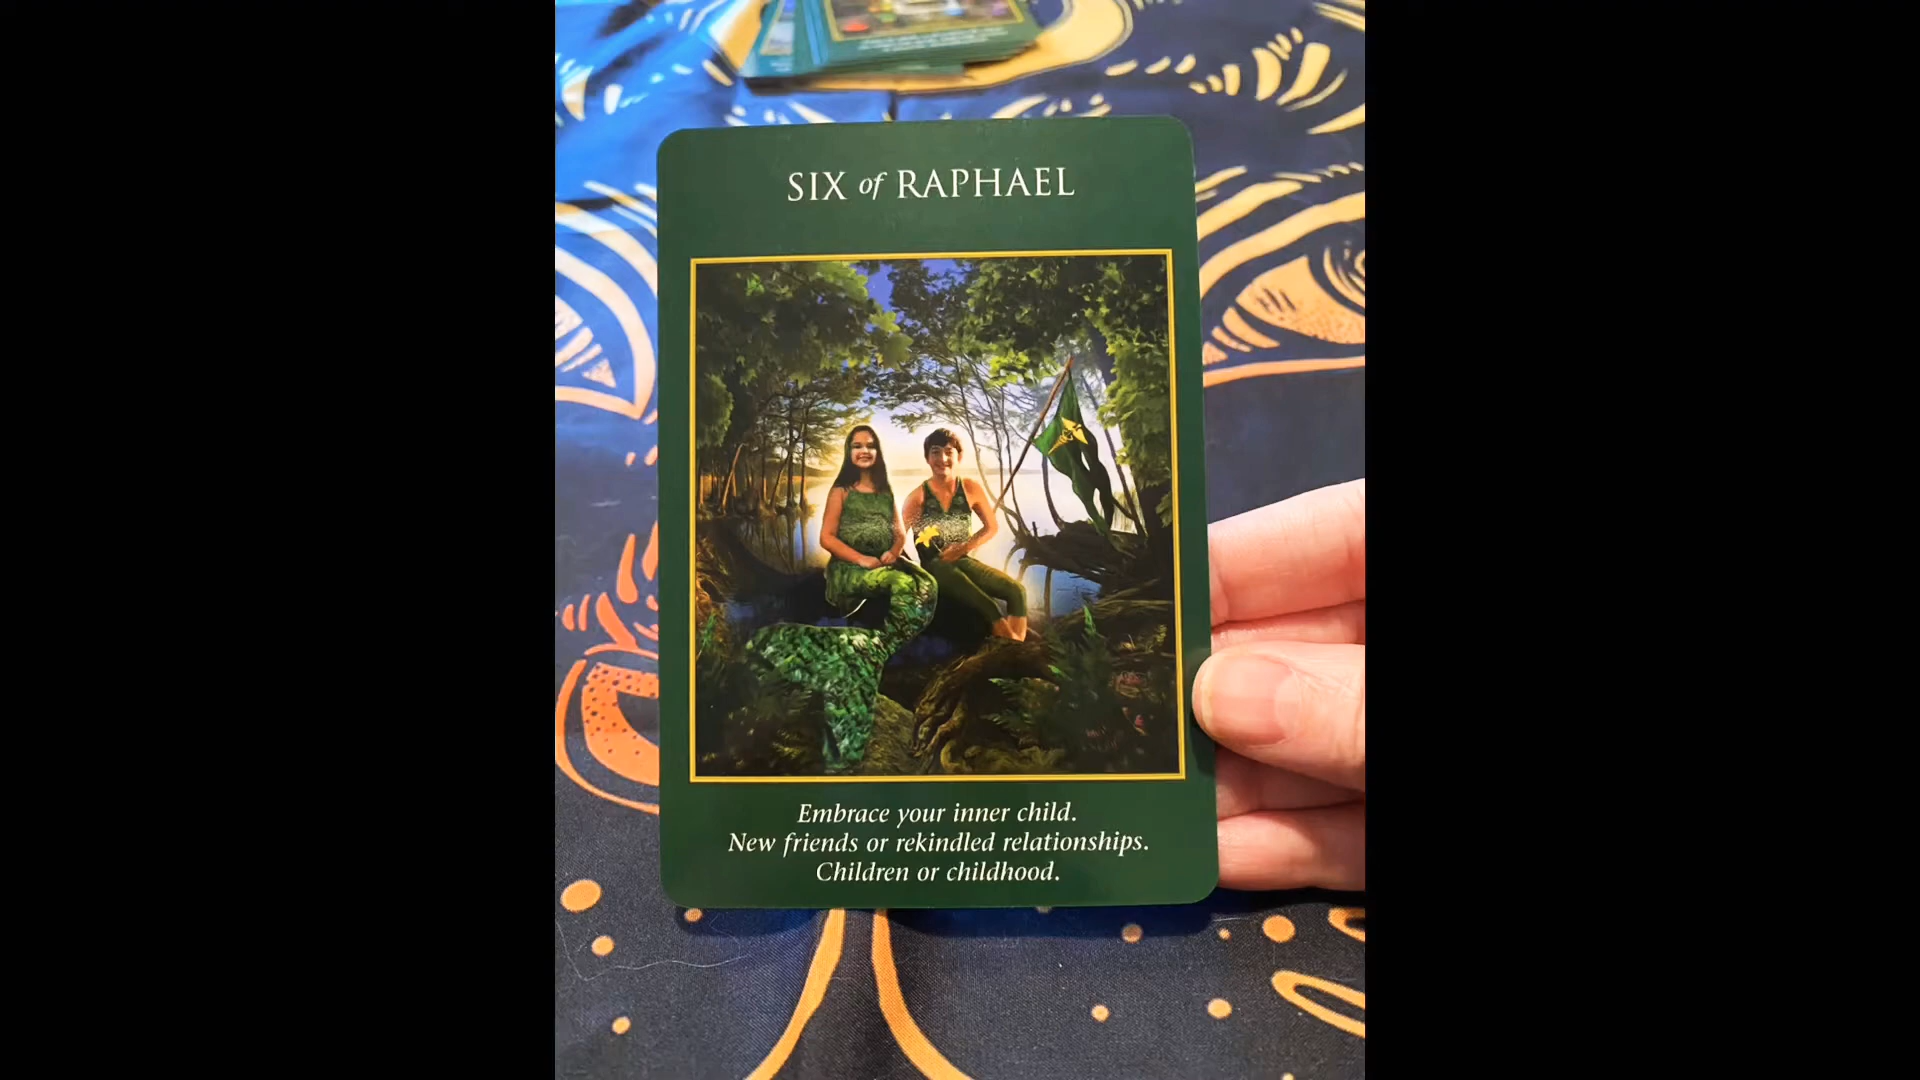 SIX of RAPHAEL
Embrace your inner child.
New friends or rekindled relationships.
Children or childhood.